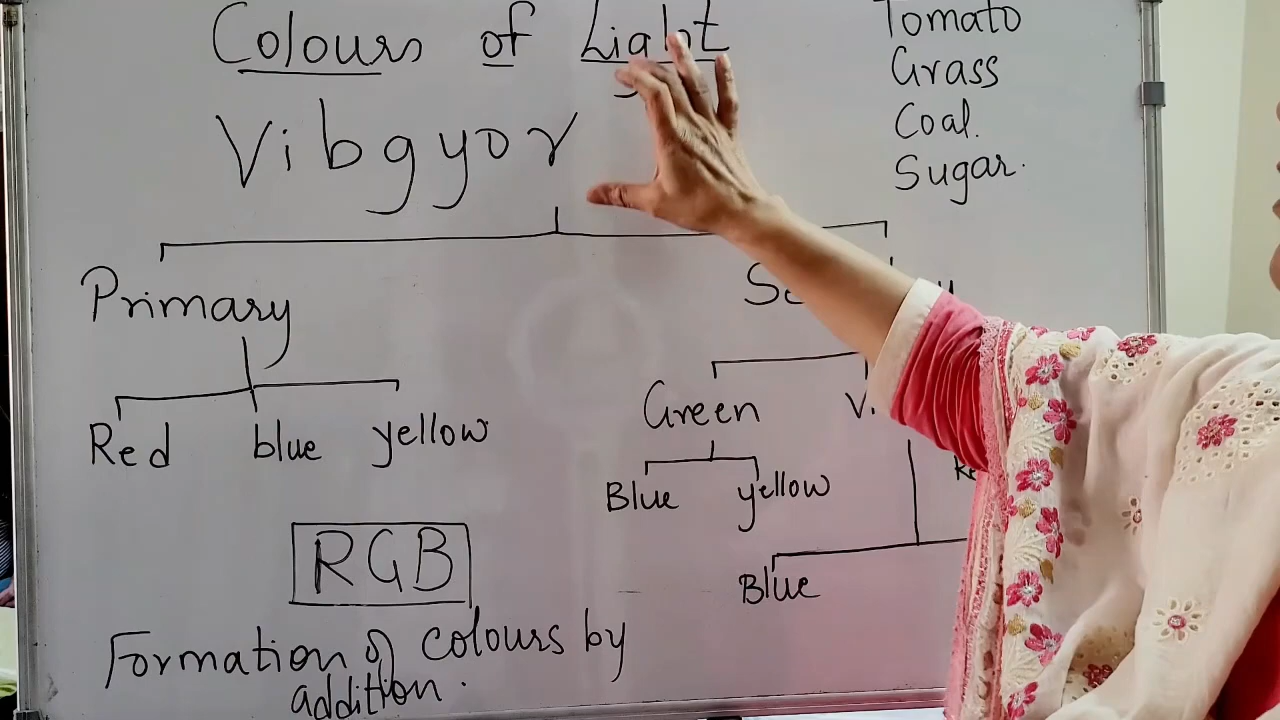 Colours of Light
Vibgyor
Tomato
Grass
Coal.
Sugar.
Primary
Red blue yellow
Green
Blue yellow
Blue
RGB
Formation of colours by
addition.